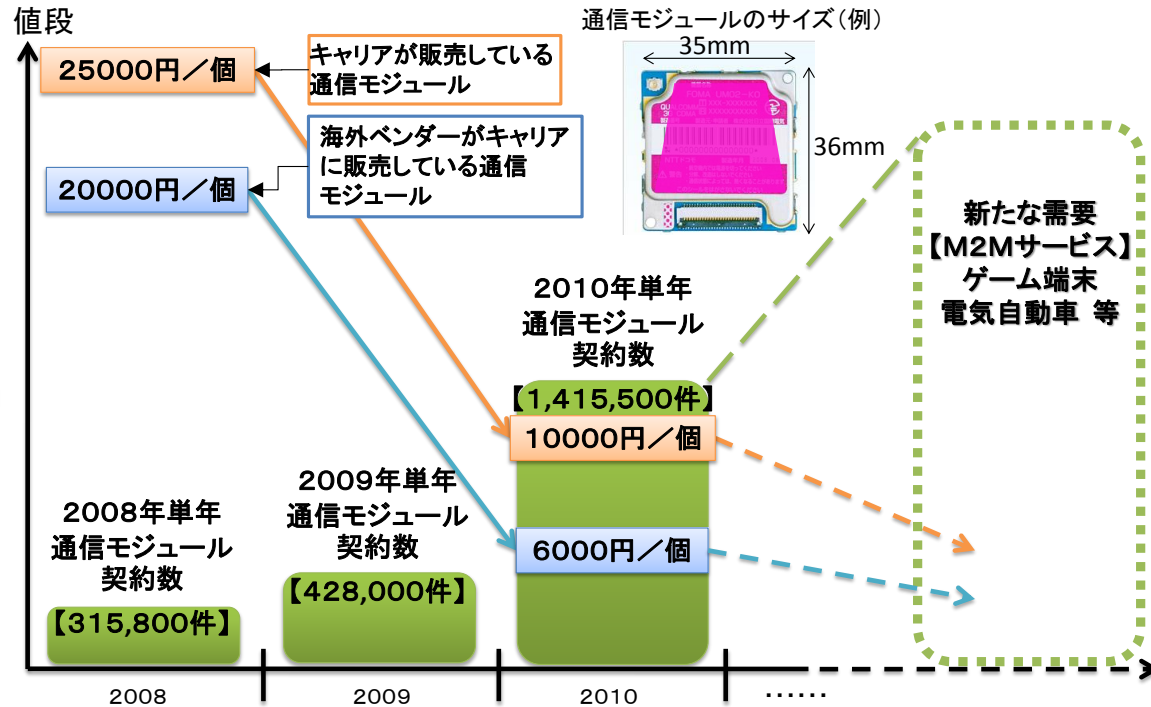 値段
通信モジュールのサイズ(例)
35mm
36mm
25000円/個
キャリアが販売している
通信モジュール
海外ベンダーがキャリア
に販売している通信
モジュール
20000円/個
FOMA UM02-KO
新たな需要
【M2Mサービス】
ゲーム端末
電気自動車 等
2010年単年
通信モジュール
契約数
【1,415,500件】
10000円/個
6000円/個
2009年単年
通信モジュール
契約数
【428,000件】
2008年単年
通信モジュール
契約数
【315,800件】
2008
2009
2010
……